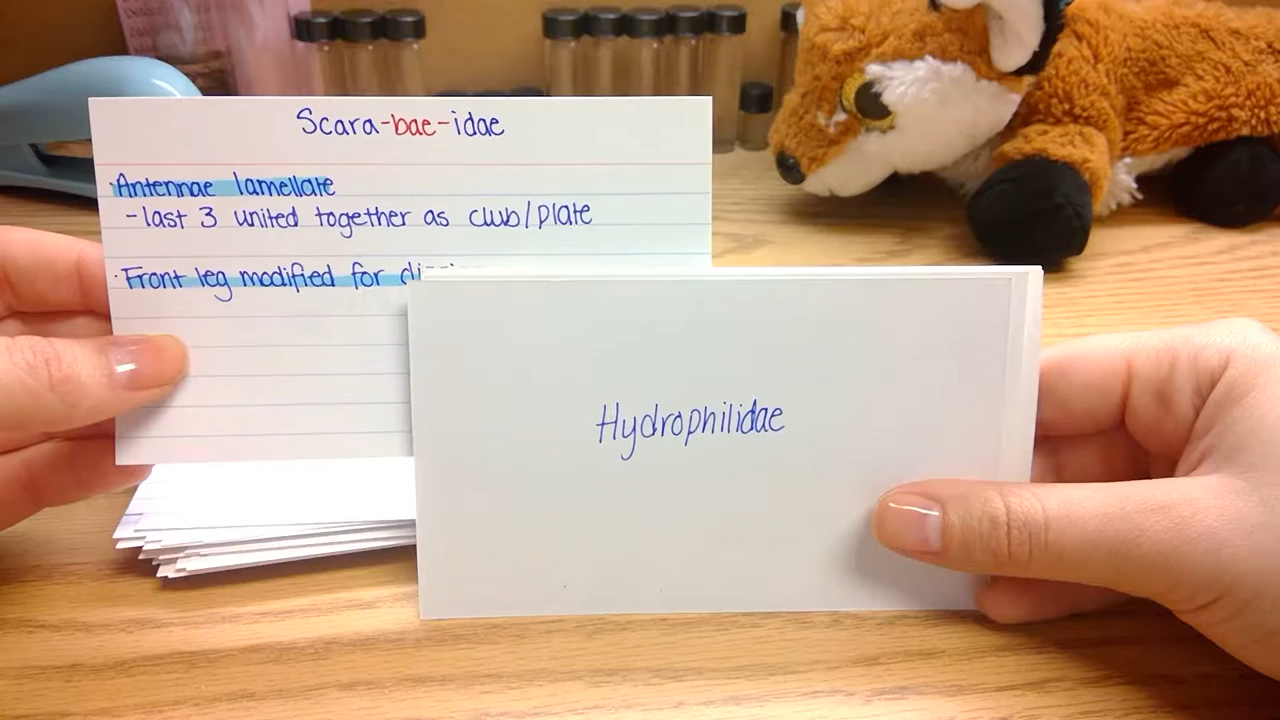 Scara-bae-idae
·Antennae lamellate
-last 3 united together as club/plate
·Front leg modified for
Hydrophilidae